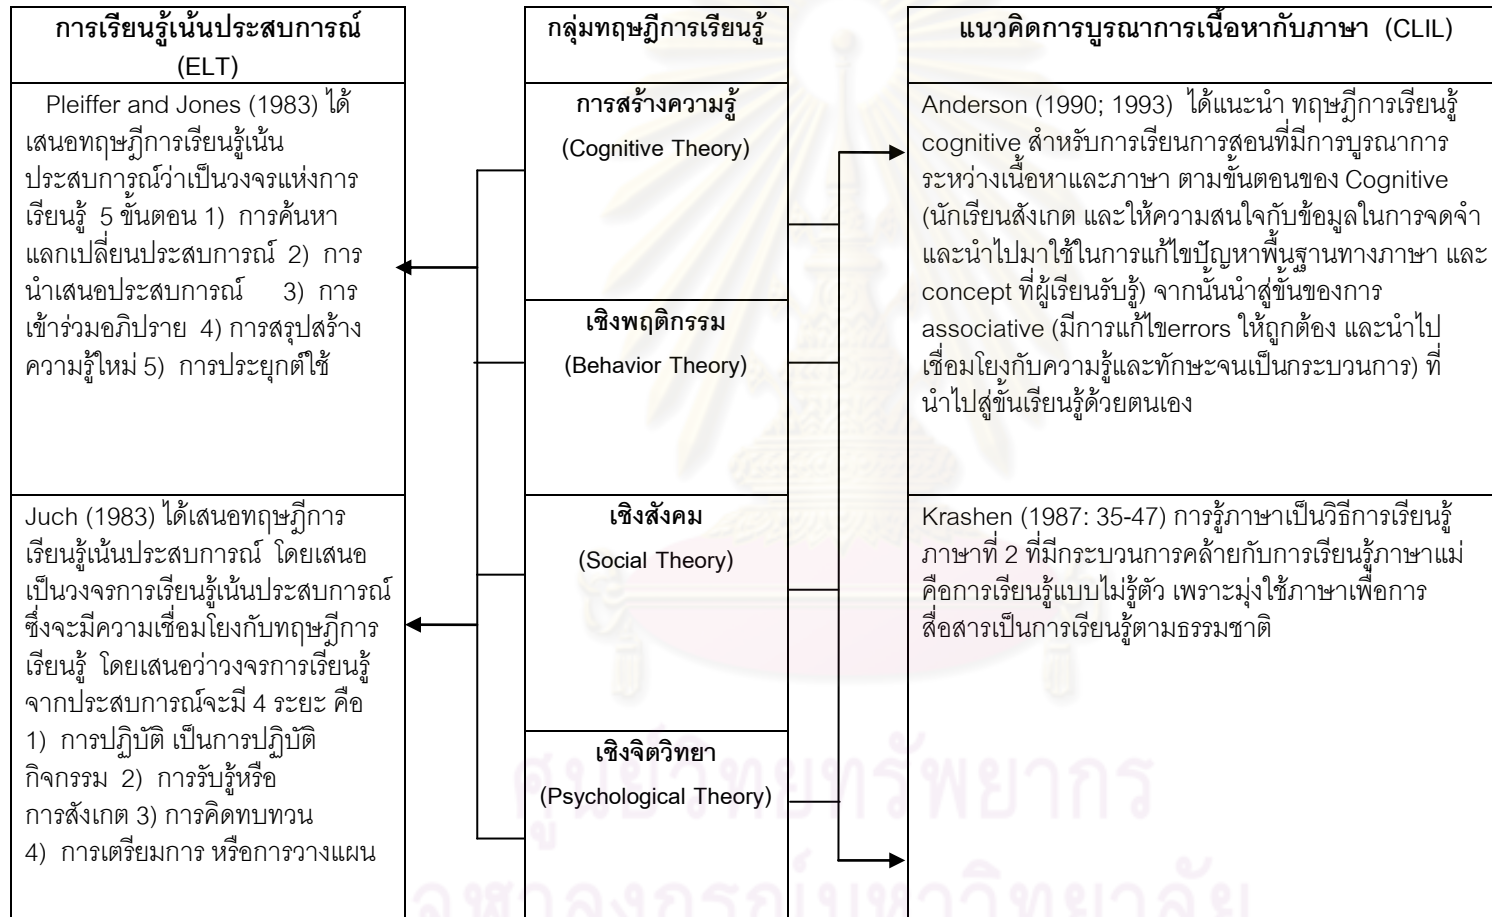 การเรียนรู้เน้นประสบการณ์
(ELT)
Pleiffer and Jones (1983) ได้
เสนอทฤษฎีการเรียนรู้เน้น
ประสบการณ์ว่าเป็นวงจรแห่งการ
เรียนรู้ 5 ขั้นตอน 1) การค้นหา
แลกเปลี่ยนประสบการณ์ 2) การ
นำเสนอประสบการณ์ 3) การ
เข้าร่วมอภิปราย 4) การสรุปสร้าง
ความรู้ใหม่ 5) การประยุกต์ใช้
Juch (1983) ได้เสนอทฤษฎีการ
เรียนรู้เน้นประสบการณ์ โดยเสนอ
เป็นวงจรการเรียนรู้เน้นประสบการณ์
ซึ่งจะมีความเชื่อมโยงกับทฤษฎีการ
เรียนรู้ โดยเสนอว่าวงจรการเรียนรู้
จากประสบการณ์จะมี 4 ระยะ คือ
1) การปฏิบัติ เป็นการปฏิบัติ
กิจกรรม 2) การรับรู้หรือ
การสังเกต 3) การคิดทบทวน
4) การเตรียมการ หรือการวางแผน
กลุ่มทฤษฎีการเรียนรู้
การสร้างความรู้
(Cognitive Theory)
เชิงพฤติกรรม
(Behavior Theory)
เชิงสังคม
(Social Theory)
เชิงจิตวิทยา
(Psychological Theory)
แนวคิดการบูรณาการเนื้อหากับภาษา (CLIL)
Anderson (1990; 1993) ได้แนะนำ ทฤษฎีการเรียนรู้
cognitive สำหรับการเรียนการสอนที่มีการบูรณาการ
ระหว่างเนื้อหาและภาษา ตามขั้นตอนของ Cognitive
(นักเรียนสังเกต และให้ความสนใจกับข้อมูลในการจดจำ
และนำไปมาใช้ในการแก้ไขปัญหาพื้นฐานทางภาษา และ
concept ที่ผู้เรียนรับรู้) จากนั้นนำสู่ขั้นของการ
associative (มีการแก้ไขerrors ให้ถูกต้อง และนำไป
เชื่อมโยงกับความรู้และทักษะจนเป็นกระบวนการ) ที่
นำไปสู่ขั้นเรียนรู้ด้วยตนเอง
Krashen (1987: 35-47) การรู้ภาษาเป็นวิธีการเรียนรู้
ภาษาที่ 2 ที่มีกระบวนการคล้ายกับการเรียนรู้ภาษาแม่
คือการเรียนรู้แบบไม่รู้ตัว เพราะมุ่งใช้ภาษาเพื่อการ
สื่อสารเป็นการเรียนรู้ตามธรรมชาติ
ศูนย์วิทยทรัพยากร
จุฬาลงกรณ์มหาวิทยาลัย